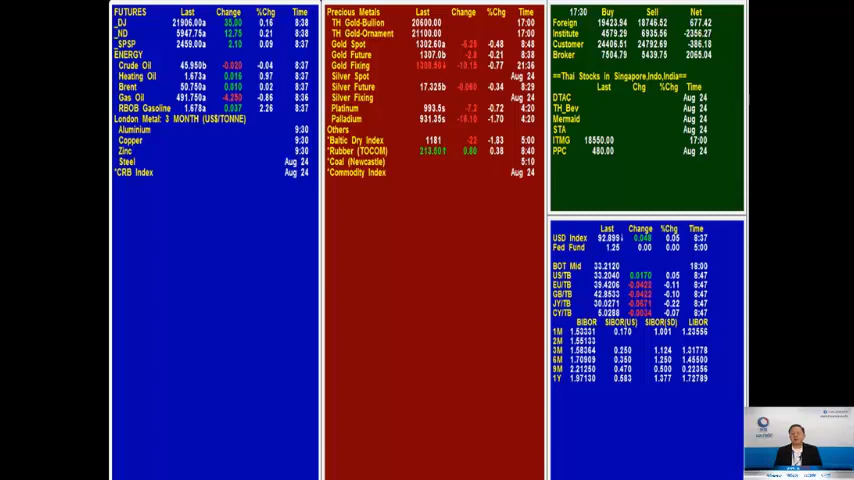 FUTURES Last Change %Chg Time
_DJ 21906.00a 35.00 0.16 8:38
_ND 5947.75a 12.75 0.21 8:38
_SPSP 2459.00a 2.10 0.09 8:37
ENERGY
Crude Oil 45.950b -0.020 -0.04 8:37
Heating Oil 1.673a 0.016 0.97 8:37
Brent 50.750a 0.010 0.02 8:37
Gas Oil 491.750a -4.250 -0.86 8:36
RBOB Gasoline 1.678a 0.037 2.26 8:37
London Metal: 3 MONTH (US$/TONNE)
Aluminium 9:30
Copper 9:30
Zinc 9:30
Steel Aug 24
*CRB Index Aug 24
Precious Metals Last Change %Chg Time
TH Gold-Bullion 20600.00 17:00
TH Gold-Ornament 21100.00 17:00
Gold Spot 1302.60a -6.25 -0.48 8:48
Gold Future 1307.0b -2.8 -0.21 8:38
Gold Fixing 1308.50↓ -10.15 -0.77 21:36
Silver Spot Aug 24
Silver Future 17.325b -0.060 -0.34 8:29
Silver Fixing Aug 24
Platinum 993.5s -7.2 -0.72 4:20
Palladium 931.35s -16.10 -1.70 4:20
Others
*Baltic Dry Index 1181 -22 -1.83 5:00
*Rubber (TOCOM) 213.50↑ 0.80 0.38 8:40
*Coal (Newcastle) 5:10
*Commodity Index Aug 24
17:30 Buy Sell Net
Foreign 19423.94 18746.52 677.42
Institute 4579.29 6935.56 -2356.27
Customer 24406.51 24792.69 -386.18
Broker 7504.79 5439.75 2065.04
==Thai Stocks in Singapore,Indo,India==
Last Chg %Chg Time
DTAC Aug 24
TH_Bev Aug 24
Mermaid Aug 24
STA Aug 24
ITMG 18550.00 17:00
PPC 480.00 Aug 24
Last Change %Chg Time
USD Index 92.899↓ 0.048 0.05 8:37
Fed Fund 1.25 0.00 0.00 5:00
BOT Mid 33.2120 18:00
US/TB 33.2040 0.0170 0.05 8:47
EU/TB 39.4206 -0.0422 -0.11 8:47
GB/TB 42.8533 -0.0422 -0.10 8:47
JY/TB 30.0271 -0.0671 -0.22 8:47
CY/TB 5.0288 -0.0034 -0.07 8:47
BIBOR SIBOR(US) SIBOR(SD) LIBOR
1M 1.53331 0.170 1.001 1.23556
2M 1.55133
3M 1.58364 0.250 1.124 1.31778
6M 1.70909 0.350 1.250 1.45500
9M 2.21250 0.470 0.500 0.22356
1Y 1.97130 0.583 1.377 1.72789